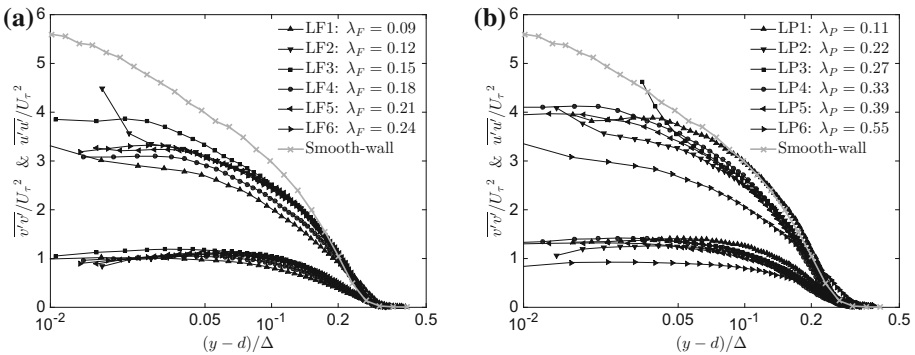 (a)
6
5
4
3
2
1
0
v′v′/Uτ² & u′u′/Uτ²
LF1: λF = 0.09
LF2: λF = 0.12
LF3: λF = 0.15
LF4: λF = 0.18
LF5: λF = 0.21
LF6: λF = 0.24
Smooth-wall
10⁻² 0.05 10⁻¹ 0.2 0.5
(y − d)/Δ
(b)
6
5
4
3
2
1
0
v′v′/Uτ² & u′u′/Uτ²
LP1: λP = 0.11
LP2: λP = 0.22
LP3: λP = 0.27
LP4: λP = 0.33
LP5: λP = 0.39
LP6: λP = 0.55
Smooth-wall
10⁻² 0.05 10⁻¹ 0.2 0.5
(y − d)/Δ